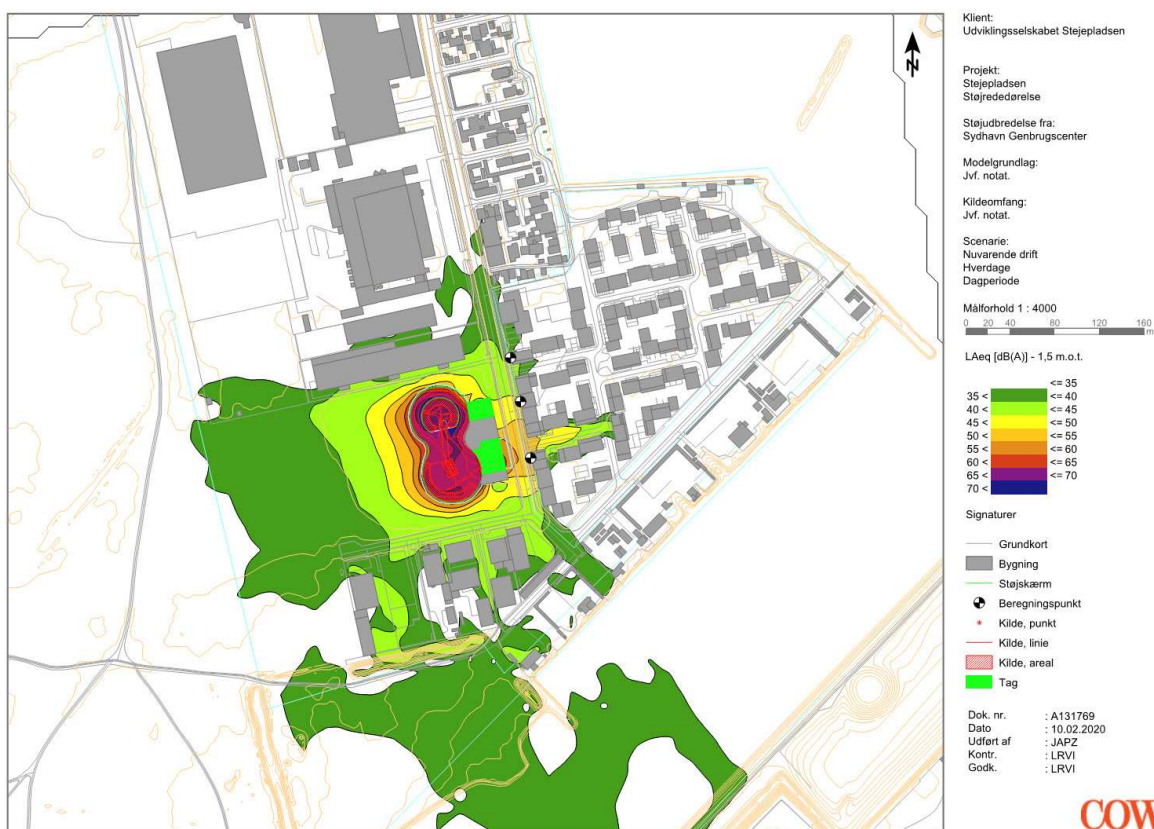 Klient:
Udviklingsselskabet Stejepladsen
Projekt:
Stejepladsen
Støjrededørelse
Støjudbredelse fra:
Sydhavn Genbrugscenter
Modelgrundlag:
Jvf. notat.
Kildeomfang:
Jvf. notat.
Scenarie:
Nuvarende drift
Hverdage
Dagperiode
Målforhold 1 : 4000
0 20 40 80 120 160
m
LAeq [dB(A)] - 1,5 m.o.t.
<= 35
35 < <= 40
40 < <= 45
45 < <= 50
50 < <= 55
55 < <= 60
60 < <= 65
65 < <= 70
70 <
Signaturer
Grundkort
Bygning
Støjskærm
Beregningspunkt
Kilde, punkt
Kilde, linie
Kilde, areal
Tag
Dok. nr. : A131769
Dato : 10.02.2020
Udført af : JAPZ
Kontr. : LRVI
Godk. : LRVI
N
COW